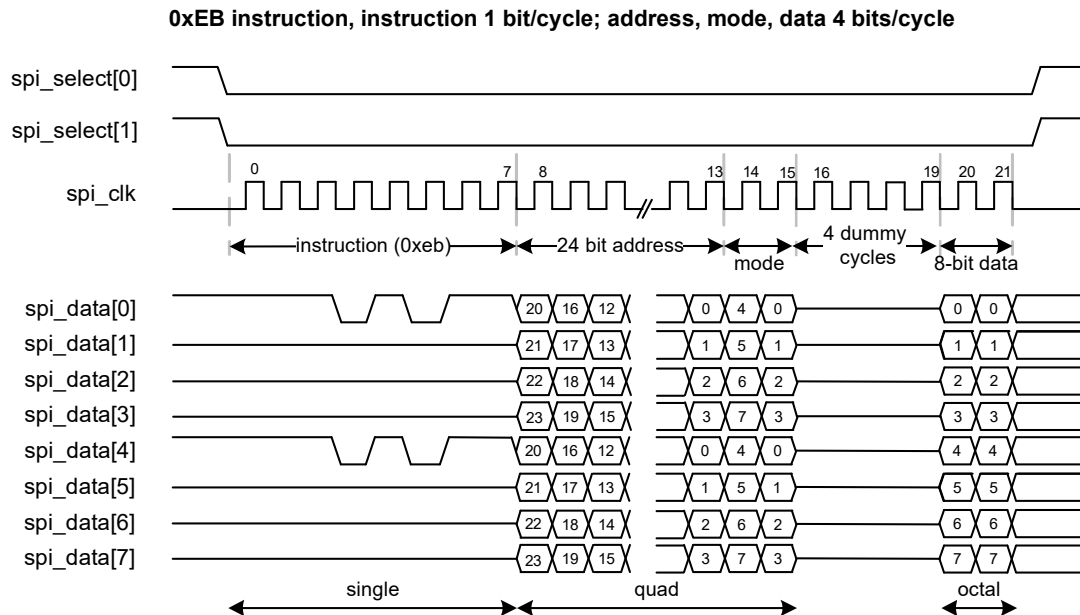 0xEB instruction, instruction 1 bit/cycle; address, mode, data 4 bits/cycle
spi_select[0]
spi_select[1]
0 7 8 13 14 15 16 19 20 21
spi_clk
instruction (0xeb) 24 bit address mode 4 dummy cycles 8-bit data
spi_data[0] 20 16 12 0 4 0 0 0
spi_data[1] 21 17 13 1 5 1 1 1
spi_data[2] 22 18 14 2 6 2 2 2
spi_data[3] 23 19 15 3 7 3 3 3
spi_data[4] 20 16 12 0 4 0 4 4
spi_data[5] 21 17 13 1 5 1 5 5
spi_data[6] 22 18 14 2 6 2 6 6
spi_data[7] 23 19 15 3 7 3 7 7
single quad octal